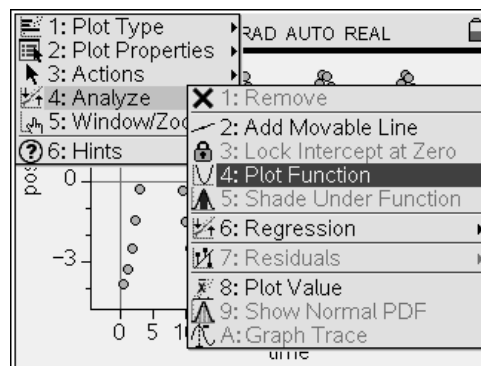 1: Plot Type
RAD AUTO REAL
2: Plot Properties
3: Actions
4: Analyze
1: Remove
5: Window/Zoo
2: Add Movable Line
6: Hints
3: Lock Intercept at Zero
4: Plot Function
5: Shade Under Function
6: Regression
7: Residuals
8: Plot Value
9: Show Normal PDF
A: Graph Trace
pos
0
-3
0 5 1
time